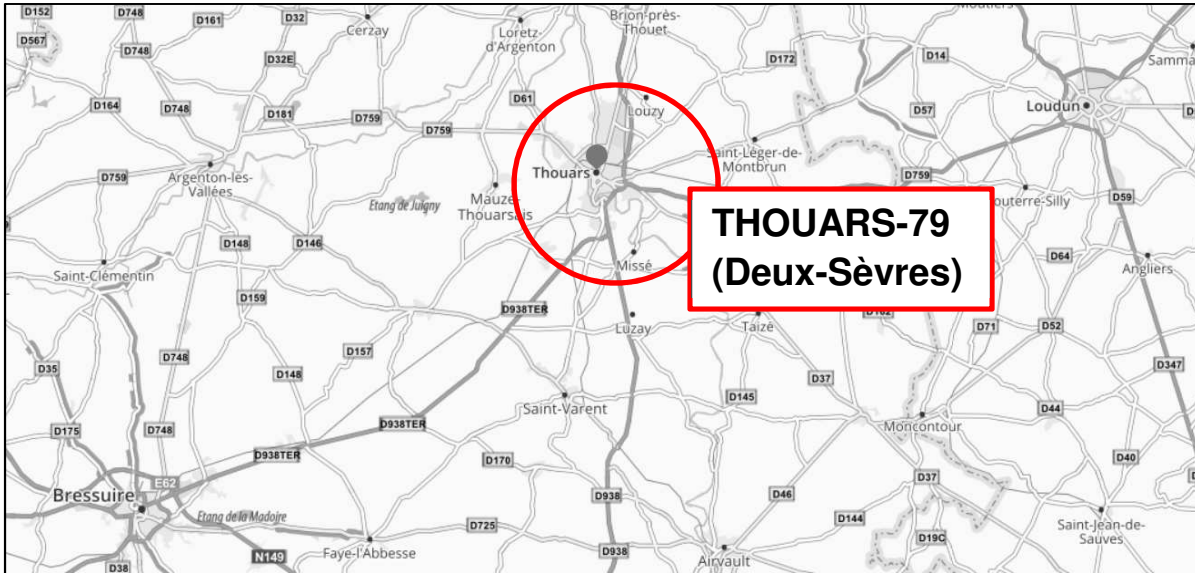 D152
D748
D161
D32
Cerzay
Loretz-
d'Argenton
Brion-près-
Thouet
D172
D14
D567
D748
D32E
D164
D748
D181
D759
D759
D61
Louzy
D57
Loudun
Thouars
Saint-Léger-de-
Montbrun
D759
Argenton-les-
Vallées
D759
Etang de Juigny
Mauzé-
Thouarsais
D59
THOUARS-79
(Deux-Sèvres)
D148
D146
Missé
D64
Angliers
Saint-Clémentin
D159
D938TER
Luzay
Taizé
D71
D52
D35
D748
D157
D148
D37
D347
D145
D44
Saint-Varent
Moncontour
D175
D748
D938TER
D938TER
D170
D40
E62
D37
Bressuire
D938
D46
Etang de la Madoire
D725
D144
Saint-Jean-de-
Sauves
D19C
Faye-l'Abbesse
D938
Airvault
N149
D38